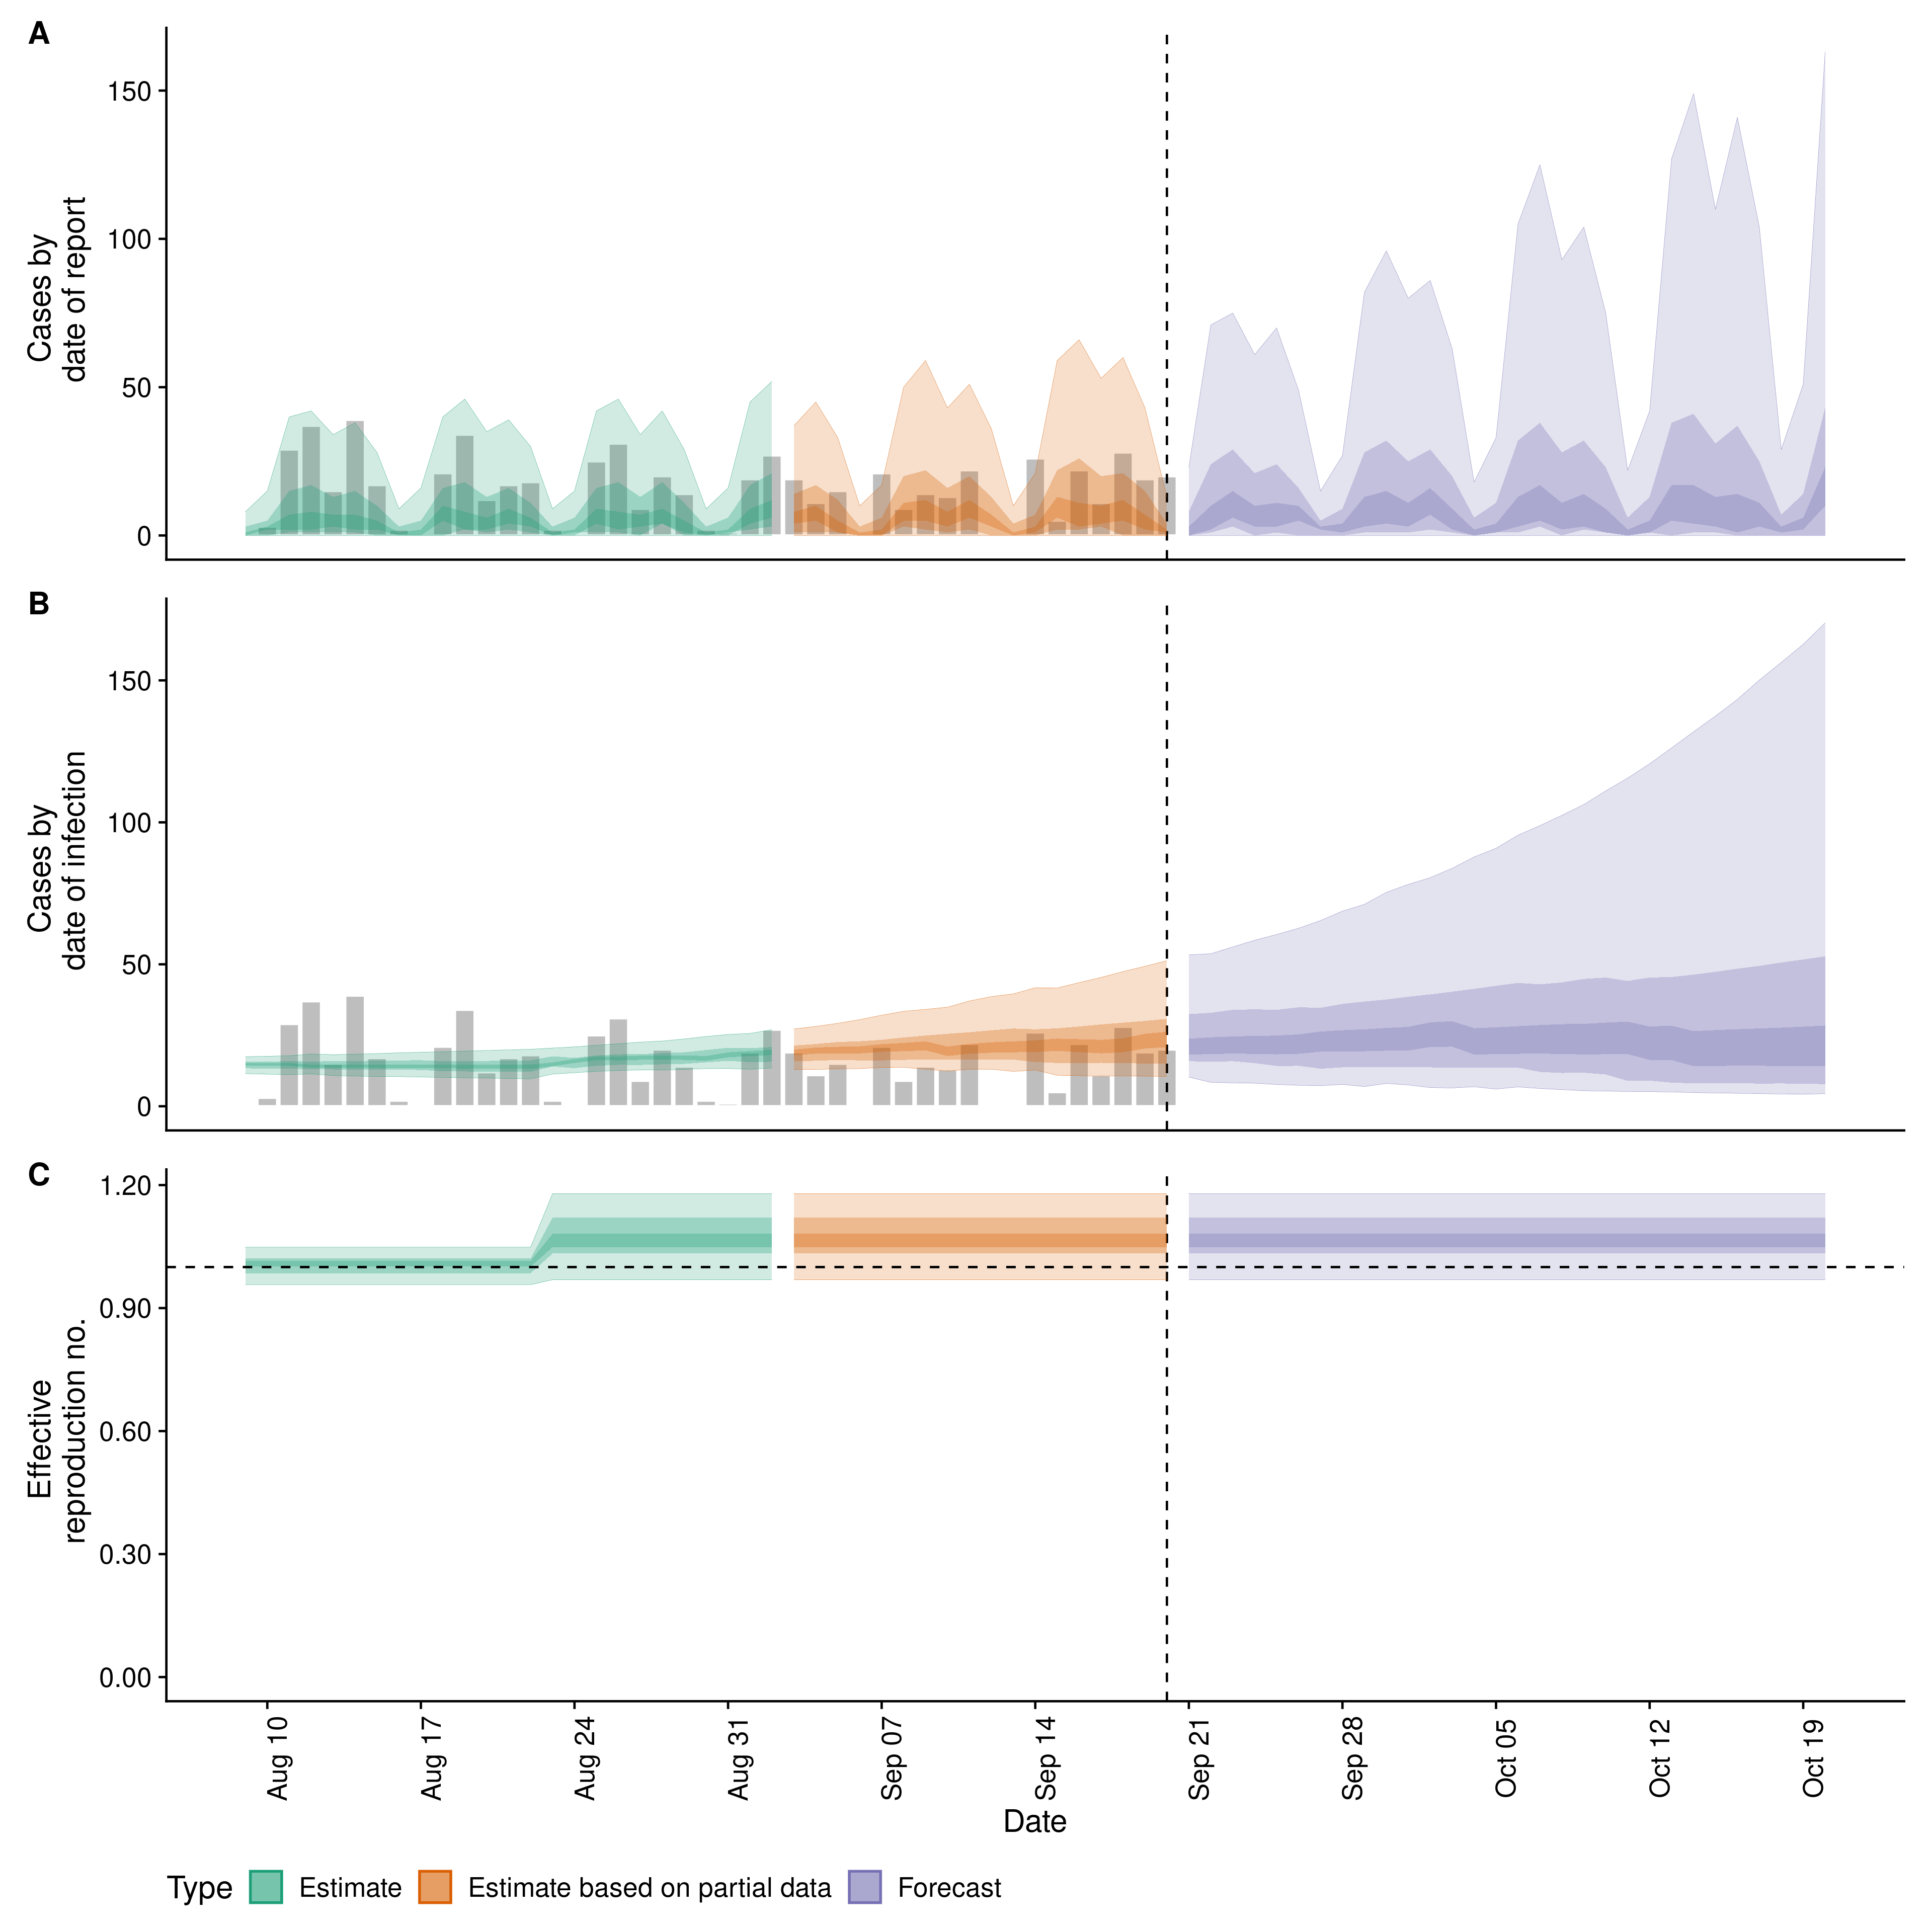 A
Cases by
date of report
150
100
50
0
B
Cases by
date of infection
150
100
50
0
C
Effective
reproduction no.
1.20
0.90
0.60
0.30
0.00
Aug 10
Aug 17
Aug 24
Aug 31
Sep 07
Sep 14
Sep 21
Sep 28
Oct 05
Oct 12
Oct 19
Date
Type Estimate Estimate based on partial data Forecast